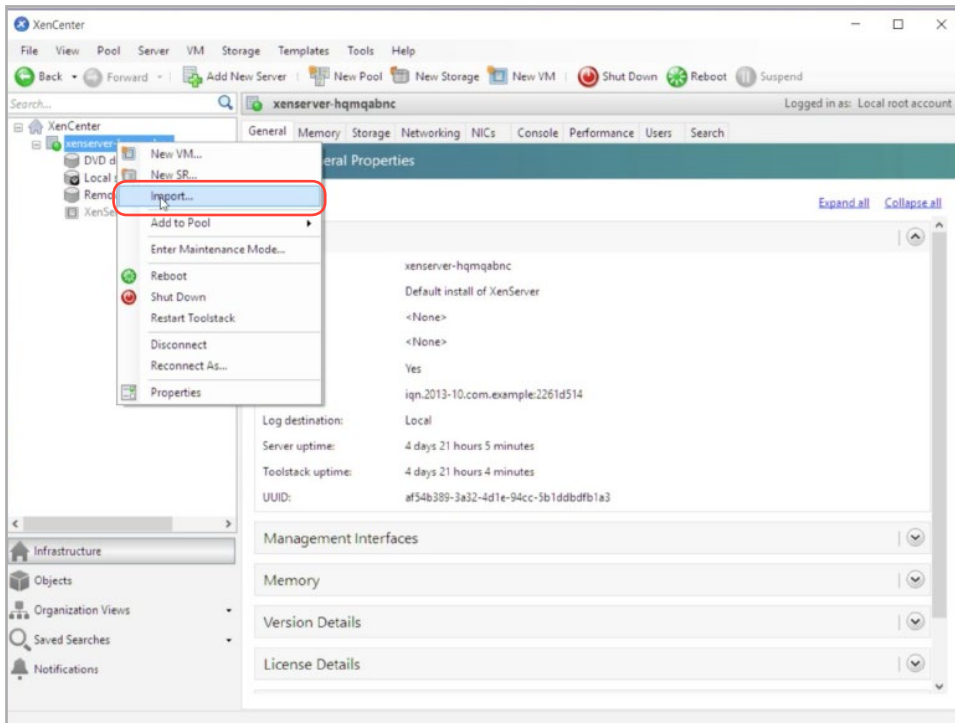 XenCenter
File View Pool Server VM Storage Templates Tools Help
Back Forward Add New Server New Pool New Storage New VM Shut Down Reboot Suspend
Search... xenserver-hqmqabnc Logged in as: Local root account
XenCenter
General Memory Storage Networking NICs Console Performance Users Search
DVD d
Local s
Remo
XenSe
New VM...
New SR...
Import...
Add to Pool
Enter Maintenance Mode...
Reboot
Shut Down
Restart Toolstack
Disconnect
Reconnect As...
Properties
eral Properties
Expand all Collapse all
xenserver-hqmqabnc
Default install of XenServer
<None>
<None>
Yes
iqn.2013-10.com.example:2261d514
Log destination: Local
Server uptime: 4 days 21 hours 5 minutes
Toolstack uptime: 4 days 21 hours 4 minutes
UUID: af54b389-3a32-4d1e-94cc-5b1ddbdfb1a3
Management Interfaces
Memory
Version Details
License Details
Infrastructure
Objects
Organization Views
Saved Searches
Notifications